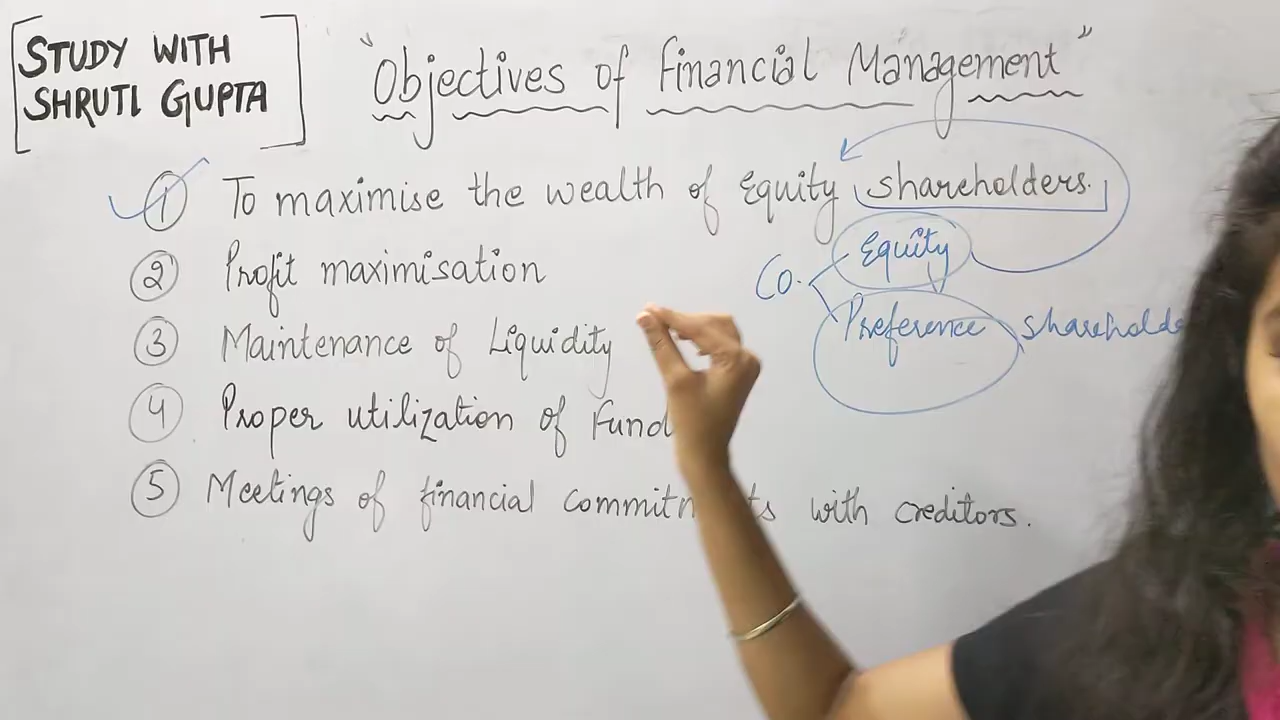 STUDY WITH
SHRUTI GUPTA
"Objectives of Financial Management"
① To maximise the wealth of Equity shareholders.
② Profit maximisation
③ Maintenance of Liquidity
④ Proper utilization of Fund
⑤ Meetings of financial commitm ts with creditors.
Co.
Equity
Preference shareholde